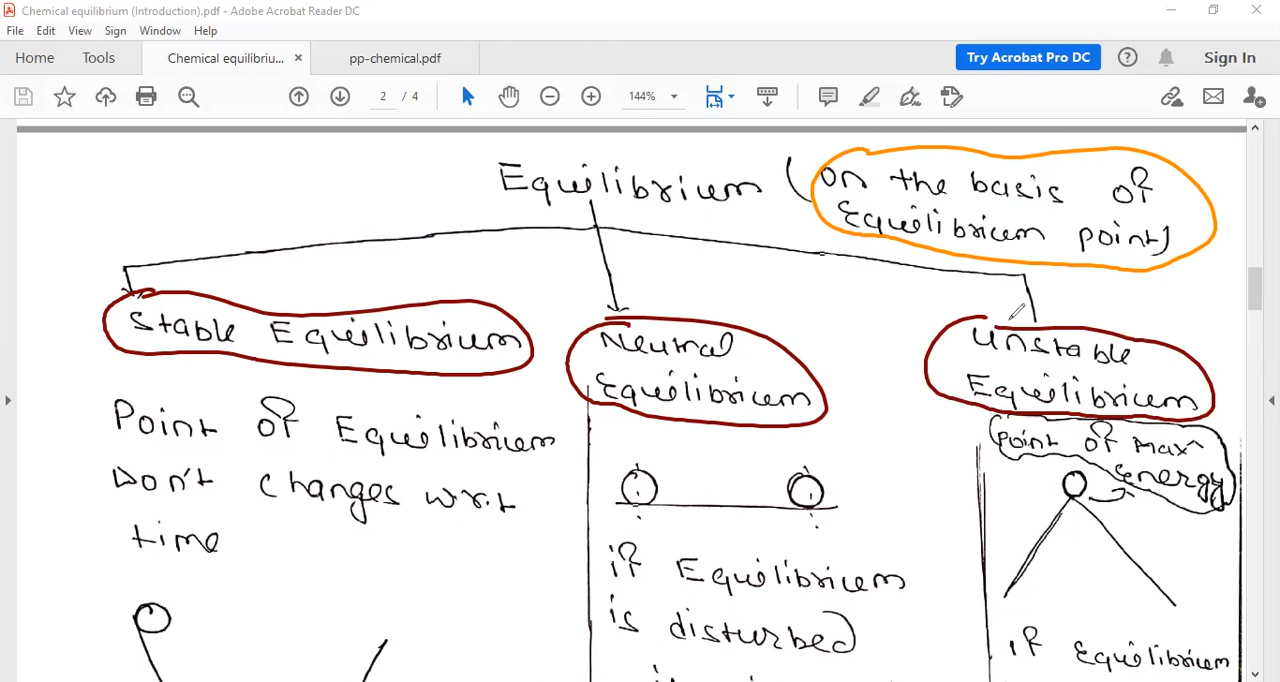 Chemical equilibrium (Introduction).pdf - Adobe Acrobat Reader DC
File Edit View Sign Window Help
Home Tools Chemical equilibriu... × pp-chemical.pdf Try Acrobat Pro DC ? Sign In
2 / 4 144%
Equilibrium (on the basis of
Equilibrium point)
Stable Equilibrium
Point of Equilibrium
Don't changes w.r.t
time
Neutral
Equilibrium
if Equilibrium
is disturbed
Unstable
Equilibrium
Point of Max^
Energy
if Equilibrium